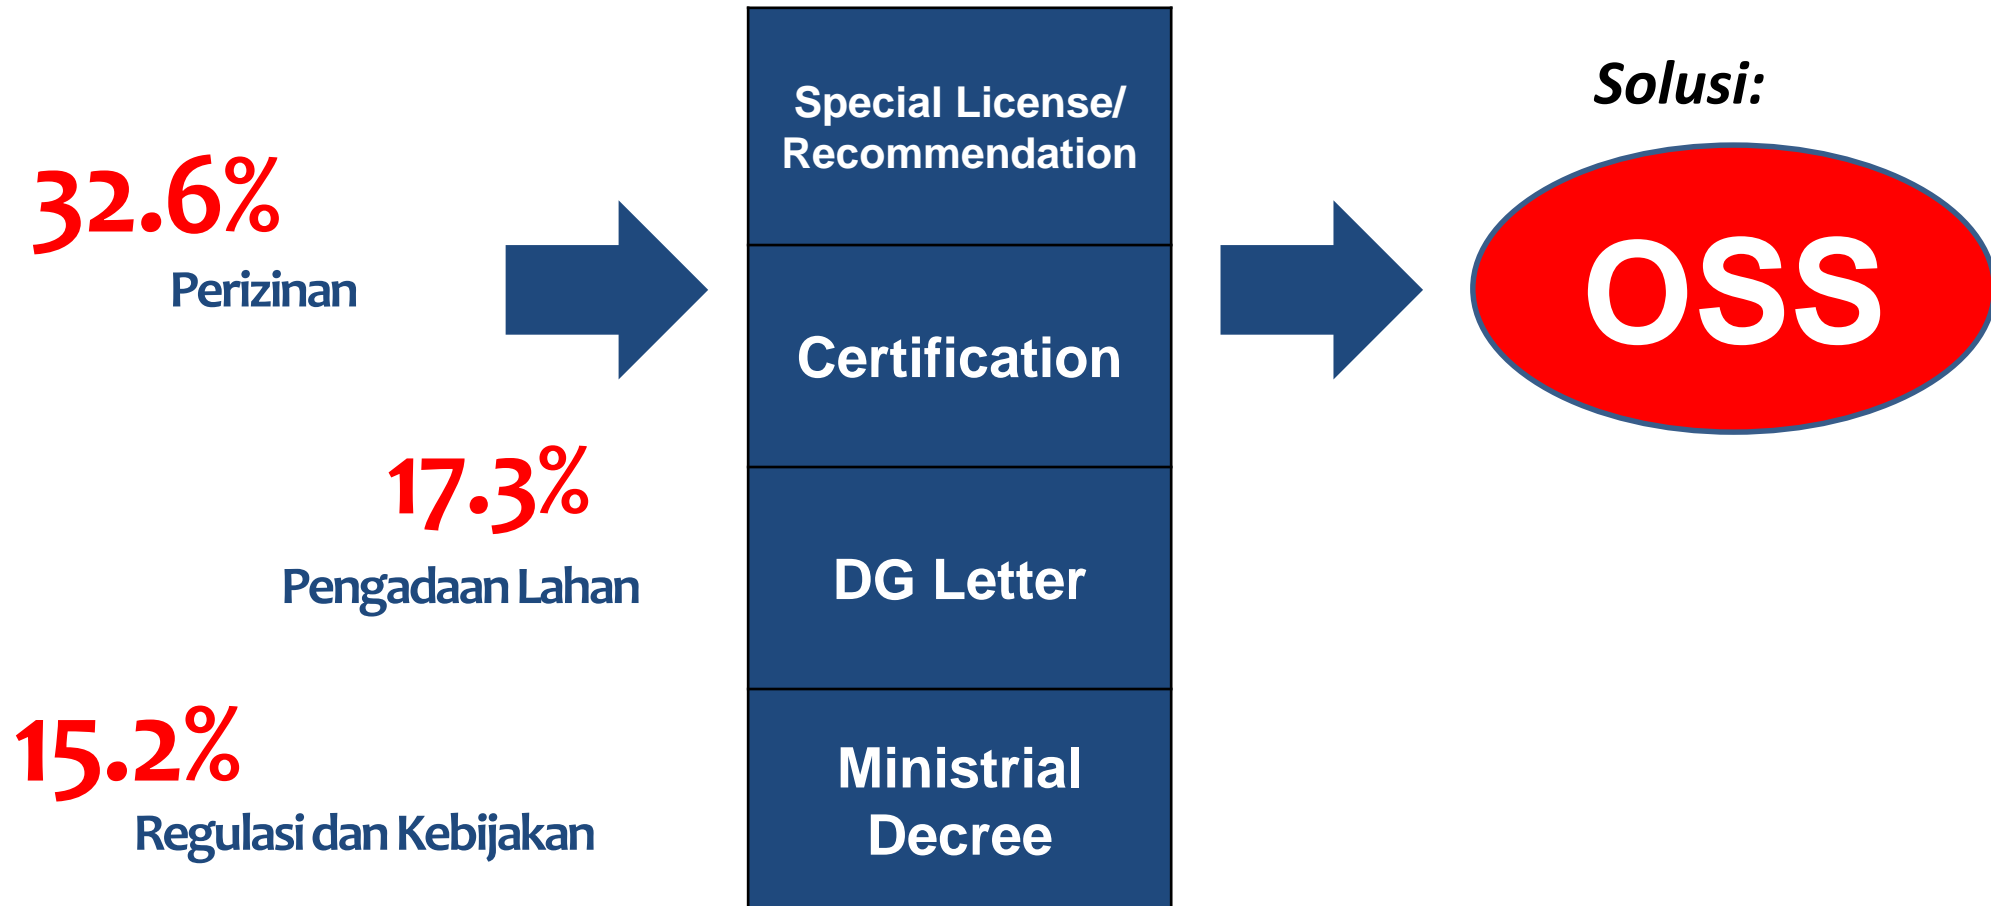 32.6%
Perizinan
17.3%
Pengadaan Lahan
15.2%
Regulasi dan Kebijakan
Special License/
Recommendation
Certification
DG Letter
Ministrial
Decree
Solusi:
OSS